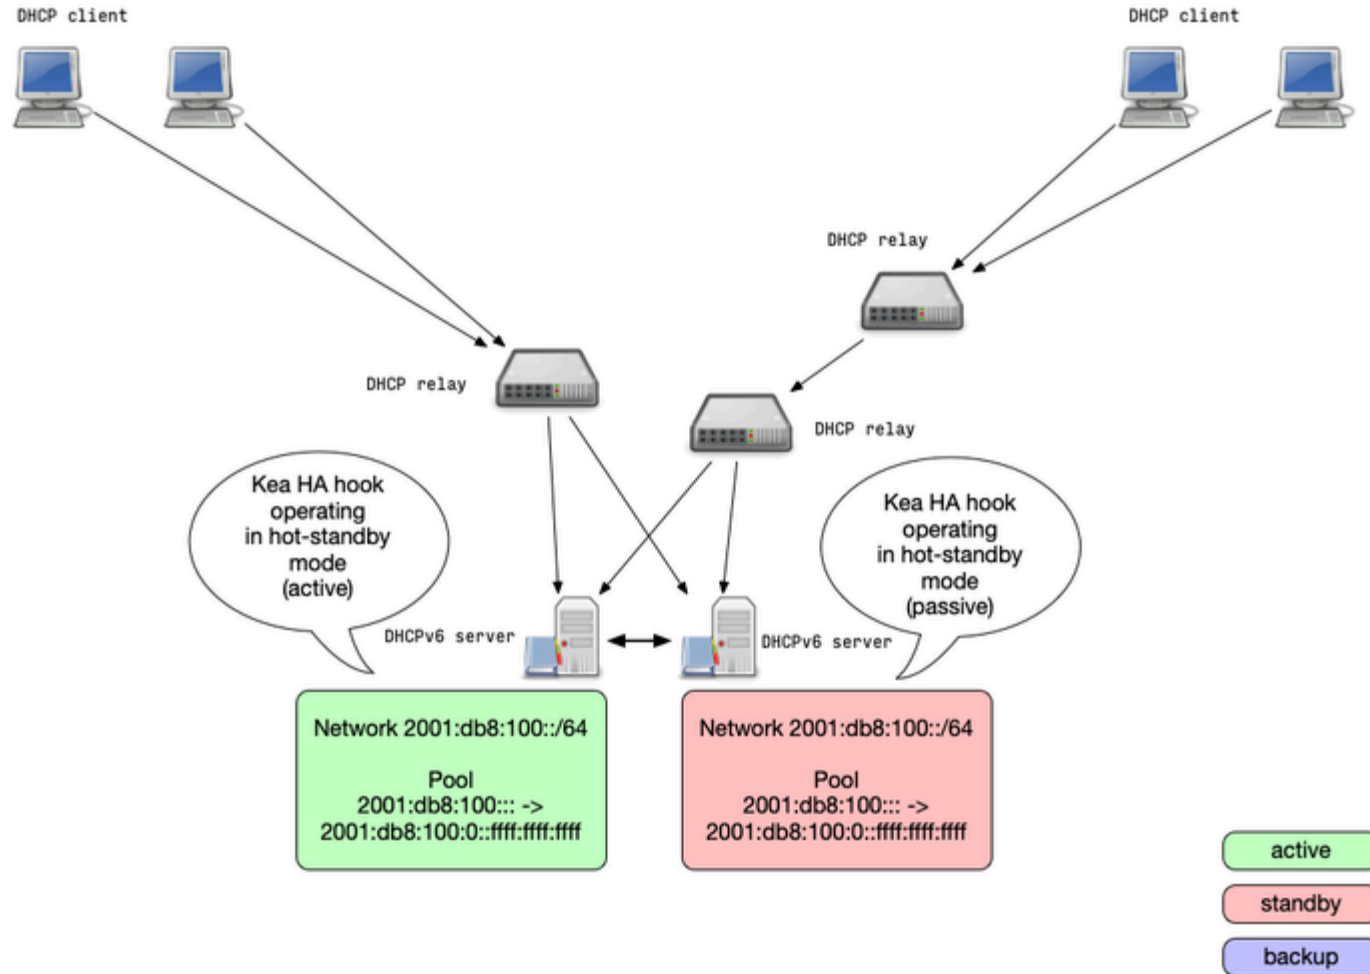 DHCP client
DHCP client
DHCP relay
DHCP relay
DHCP relay
Kea HA hook
operating
in hot-standby
mode
(active)
Kea HA hook
operating
in hot-standby
mode
(passive)
DHCPv6 server
DHCPv6 server
Network 2001:db8:100::/64
Pool
2001:db8:100::: ->
2001:db8:100:0::ffff:ffff:ffff
Network 2001:db8:100::/64
Pool
2001:db8:100::: ->
2001:db8:100:0::ffff:ffff:ffff
active
standby
backup